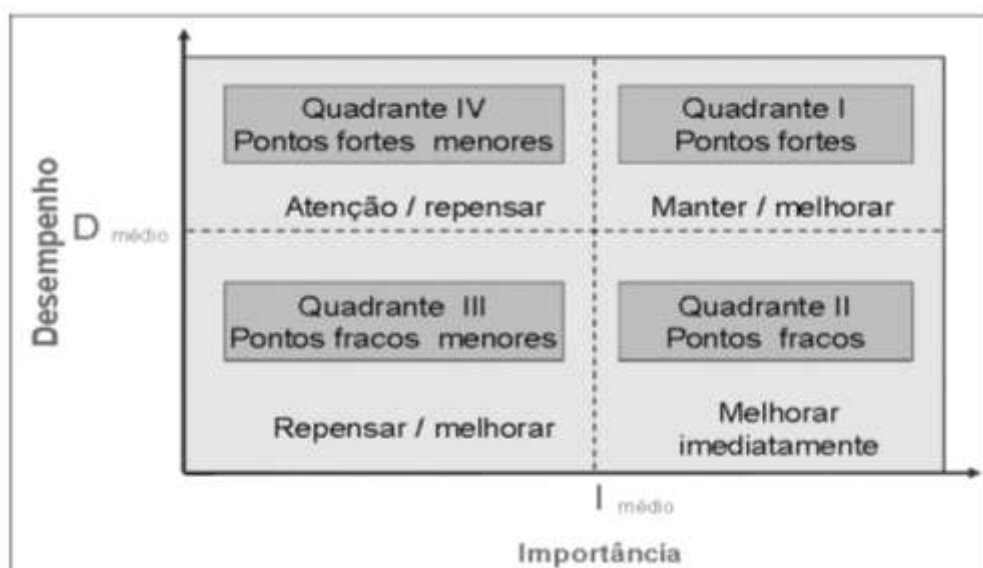 Quadrante IV
Pontos fortes menores
Atenção / repensar
Quadrante I
Pontos fortes
Manter / melhorar
Desempenho
D médio
Quadrante III
Pontos fracos menores
Repensar / melhorar
Quadrante II
Pontos fracos
Melhorar
imediatamente
I médio
Importância